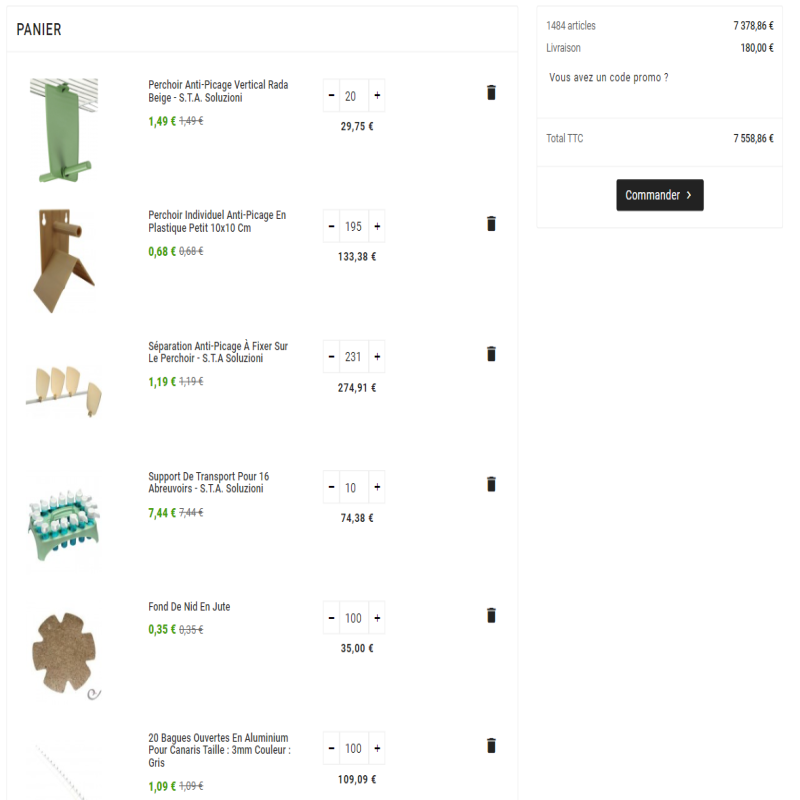 PANIER
Perchoir Anti-Picage Vertical Rada
Beige - S.T.A. Soluzioni
1,49 € 1,49 €
- 20 +
29,75 €
Perchoir Individuel Anti-Picage En
Plastique Petit 10x10 Cm
0,68 € 0,68 €
- 195 +
133,38 €
Séparation Anti-Picage À Fixer Sur
Le Perchoir - S.T.A Soluzioni
1,19 € 1,19 €
- 231 +
274,91 €
Support De Transport Pour 16
Abreuvoirs - S.T.A. Soluzioni
7,44 € 7,44 €
- 10 +
74,38 €
Fond De Nid En Jute
0,35 € 0,35 €
- 100 +
35,00 €
20 Bagues Ouvertes En Aluminium
Pour Canaris Taille : 3mm Couleur :
Gris
1,09 € 1,09 €
- 100 +
109,09 €
1484 articles 7 378,86 €
Livraison 180,00 €
Vous avez un code promo ?
Total TTC 7 558,86 €
Commander >